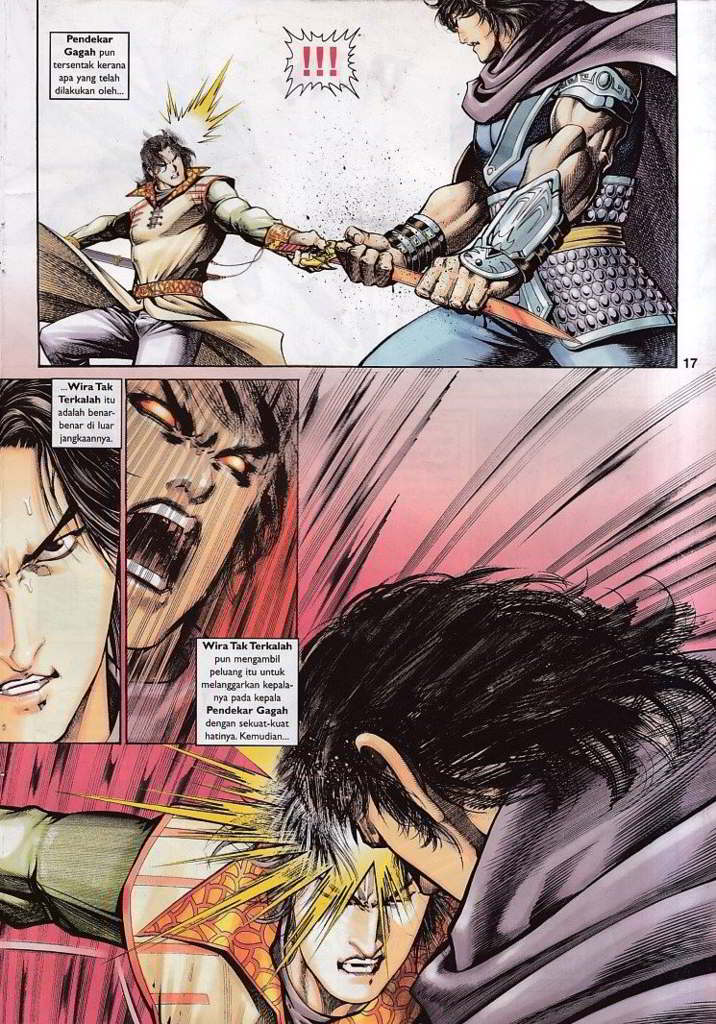 Pendekar
Gagah pun
tersentak kerana
apa yang telah
dilakukan oleh...
!!!
17
...Wira Tak
Terkalah itu
adalah benar-
benar di luar
jangkaannya.
Wira Tak Terkalah
pun mengambil
peluang itu untuk
melanggarkan kepala-
nya pada kepala
Pendekar Gagah
dengan sekuat-kuat
hatinya. Kemudian...